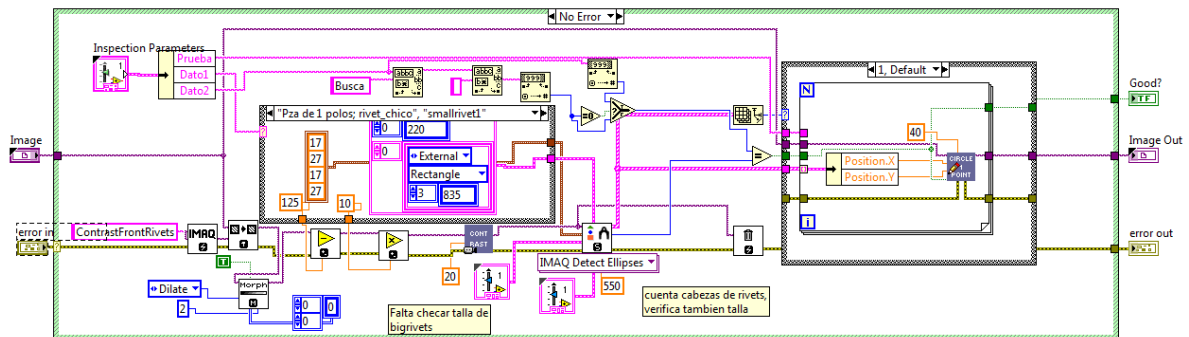 No Error
Inspection Parameters
Prueba
Dato1
Dato2
Busca
1, Default
Good?
TF
"Pza de 1 polos; rivet_chico", "smallrivet1"
=0
N
40
CIRCLE
POINT
Image
17
27
17
27
0
220
0
External
Rectangle
3
835
=
Position.X
Position.Y
Image Out
125
10
error in
ContrastFrontRivets
IMAQ
CONT
RAST
i
error out
T
Morph
Dilate
2
0
0
0
20
IMAQ Detect Ellipses
550
Falta checar talla de
bigrivets
cuenta cabezas de rivets,
verifica tambien talla